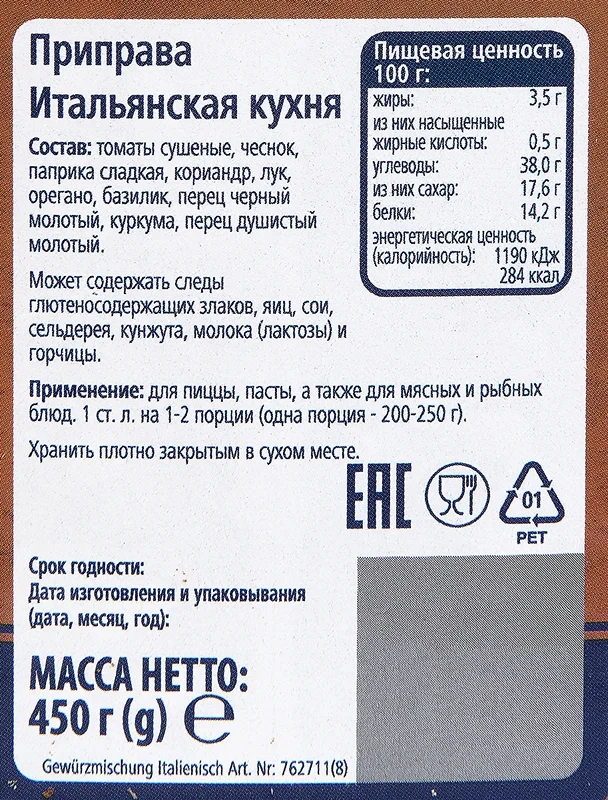 Приправа
Итальянская кухня
Состав: томаты сушеные, чеснок,
паприка сладкая, кориандр, лук,
орегано, базилик, перец черный
молотый, куркума, перец душистый
молотый.
Может содержать следы
глютеносодержащих злаков, яиц, сои,
сельдерея, кунжута, молока (лактозы) и
горчицы.
Пищевая ценность
100 г:
жиры: 3,5 г
из них насыщенные
жирные кислоты: 0,5 г
углеводы: 38,0 г
из них сахар: 17,6 г
белки: 14,2 г
энергетическая ценность
(калорийность): 1190 кДж
284 ккал
Применение: для пиццы, пасты, а также для мясных и рыбных
блюд. 1 ст. л. на 1-2 порции (одна порция - 200-250 г).
Хранить плотно закрытым в сухом месте.
ЕАС
01
PET
Срок годности:
Дата изготовления и упаковывания
(дата, месяц, год):
МАССА НЕТТО:
450 г (g) ℮
Gewürzmischung Italienisch Art. Nr: 762711(8)